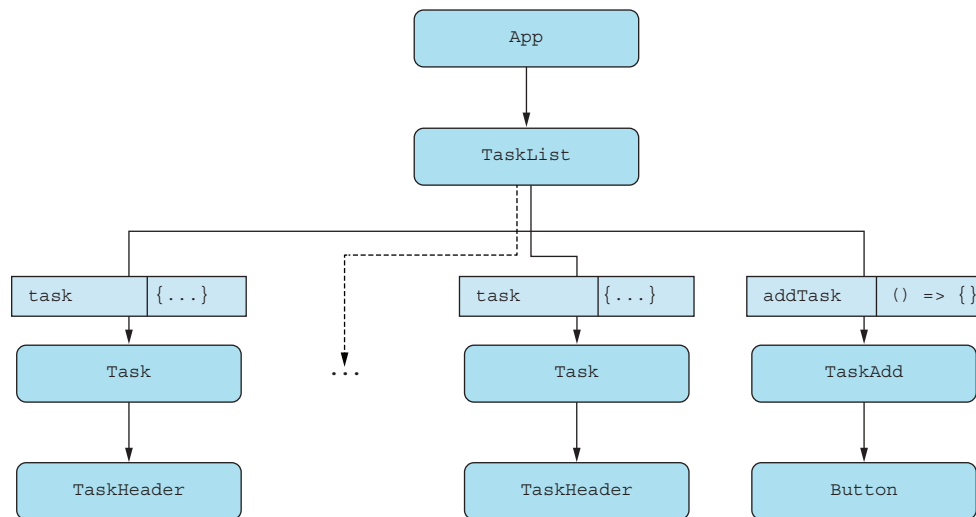 App
TaskList
task {...} task {...} addTask () => {}
Task ... Task TaskAdd
TaskHeader TaskHeader Button